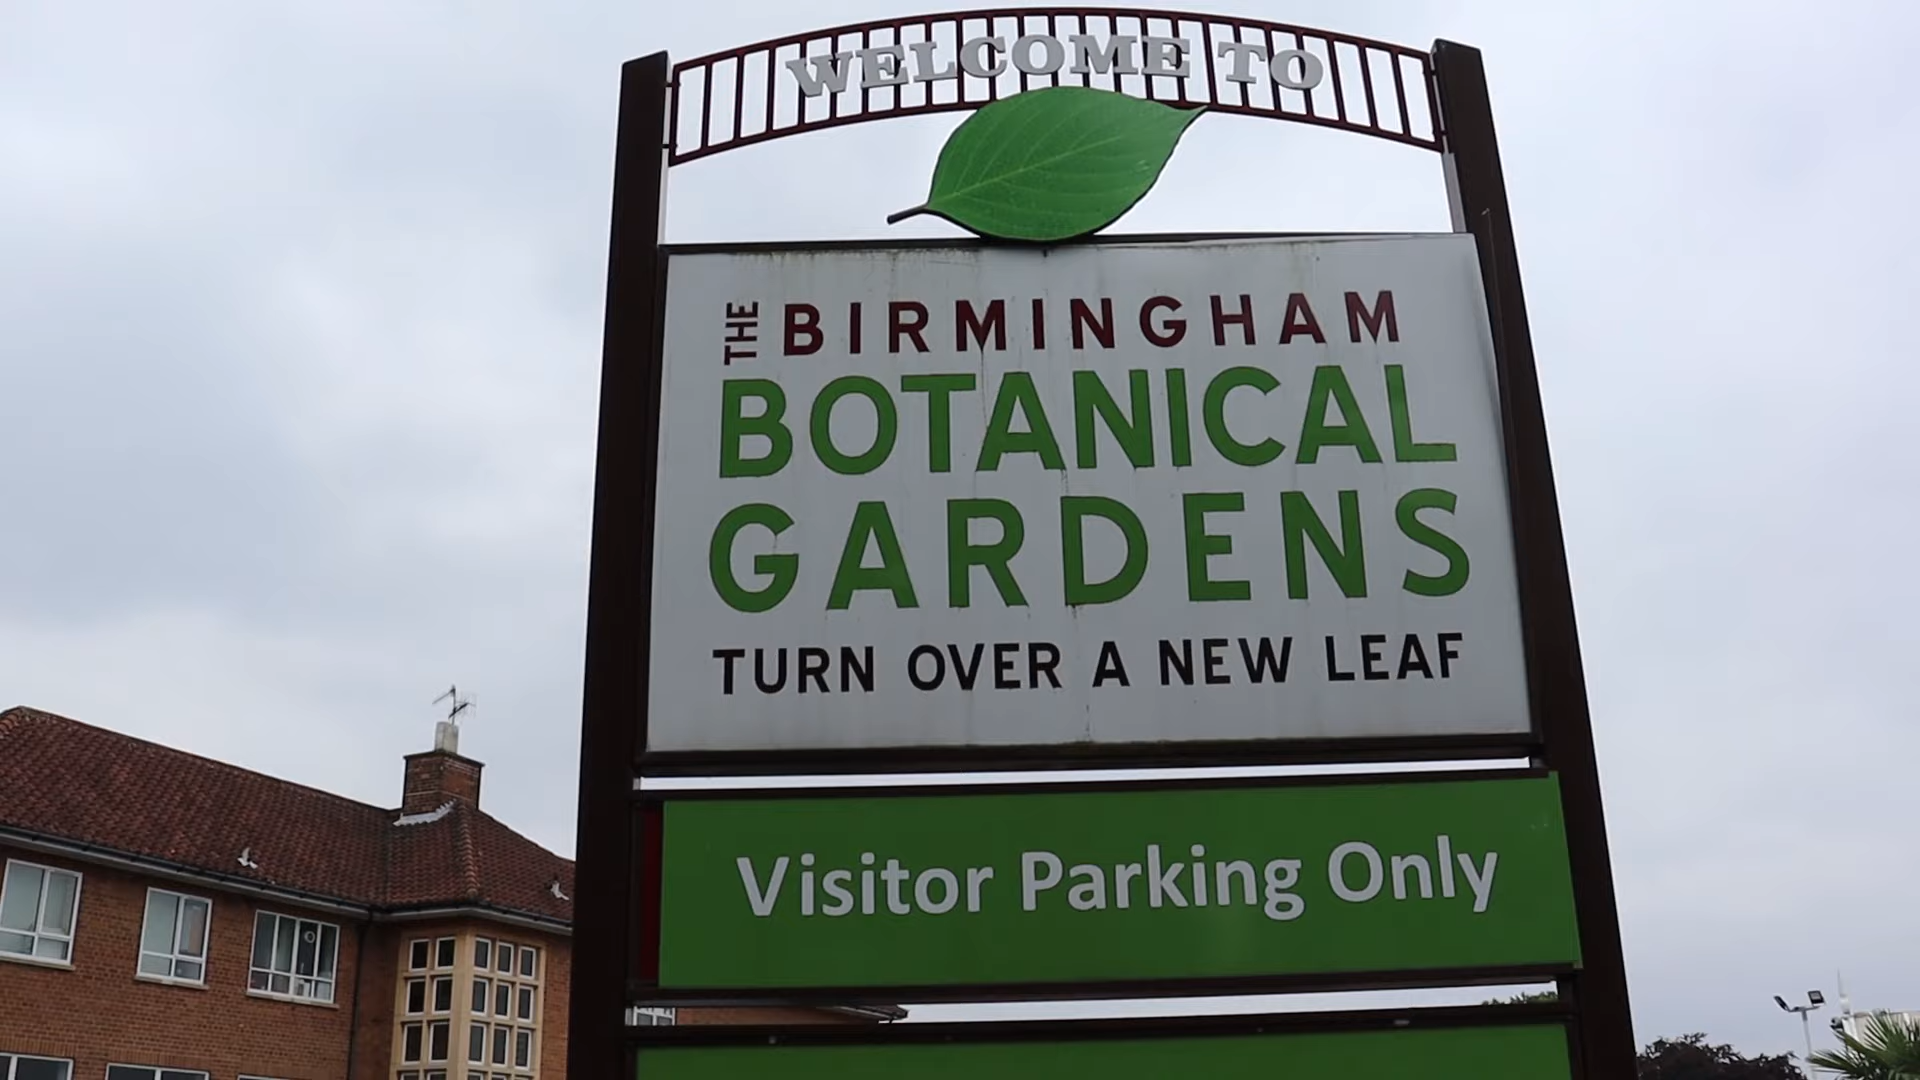 WELCOME TO
THE BIRMINGHAM
BOTANICAL
GARDENS
TURN OVER A NEW LEAF
Visitor Parking Only